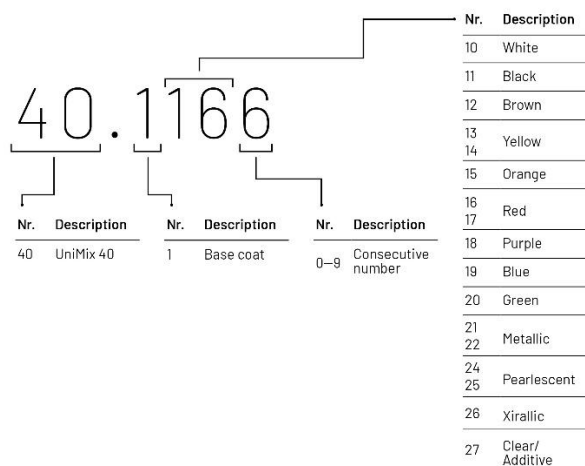 40.1166
Nr. Description
40 UniMix 40
Nr. Description
1 Base coat
Nr. Description
0–9 Consecutive
number
Nr. Description
10 White
11 Black
12 Brown
13
14 Yellow
15 Orange
16
17 Red
18 Purple
19 Blue
20 Green
21
22 Metallic
24
25 Pearlescent
26 Xirallic
27 Clear/
Additive